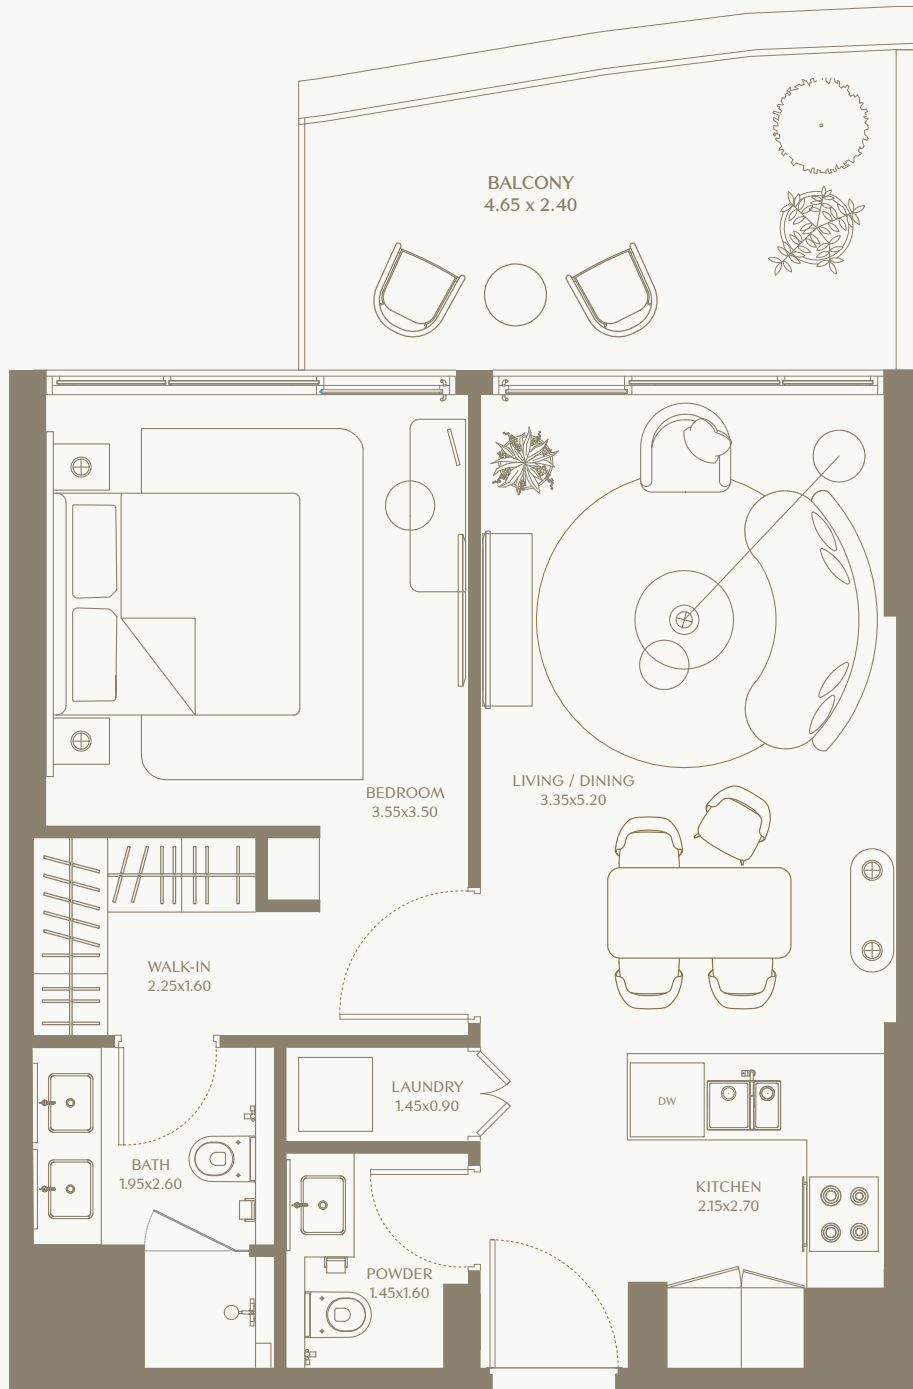 BALCONY
4.65 x 2.40
BEDROOM
3.55x3.50
LIVING / DINING
3.35x5.20
WALK-IN
2.25x1.60
LAUNDRY
1.45x0.90
DW
BATH
1.95x2.60
KITCHEN
2.15x2.70
POWDER
1.45x1.60